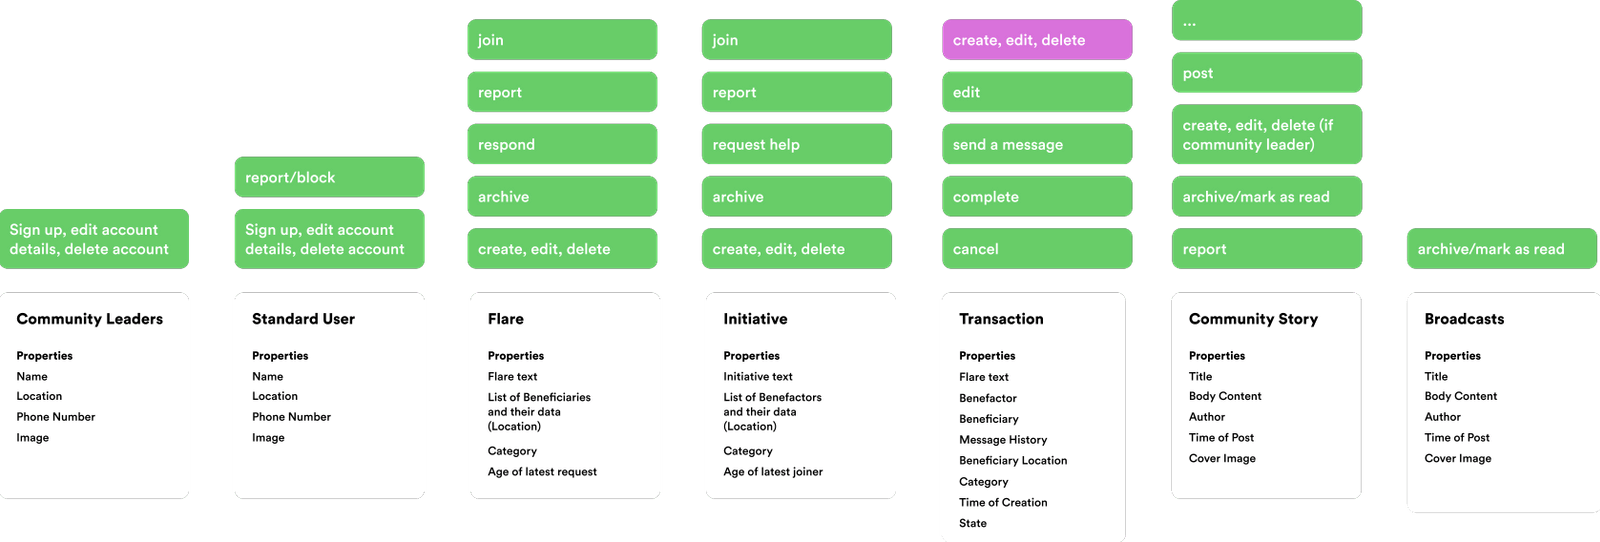 Sign up, edit account
details, delete account
Community Leaders
Properties
Name
Location
Phone Number
Image
report/block
Sign up, edit account
details, delete account
Standard User
Properties
Name
Location
Phone Number
Image
join
report
respond
archive
create, edit, delete
Flare
Properties
Flare text
List of Beneficiaries
and their data
(Location)
Category
Age of latest request
join
report
request help
archive
create, edit, delete
Initiative
Properties
Initiative text
List of Benefactors
and their data
(Location)
Category
Age of latest joiner
create, edit, delete
edit
send a message
complete
cancel
Transaction
Properties
Flare text
Benefactor
Beneficiary
Message History
Beneficiary Location
Category
Time of Creation
State
...
post
create, edit, delete (if
community leader)
archive/mark as read
report
Community Story
Properties
Title
Body Content
Author
Time of Post
Cover Image
archive/mark as read
Broadcasts
Properties
Title
Body Content
Author
Time of Post
Cover Image